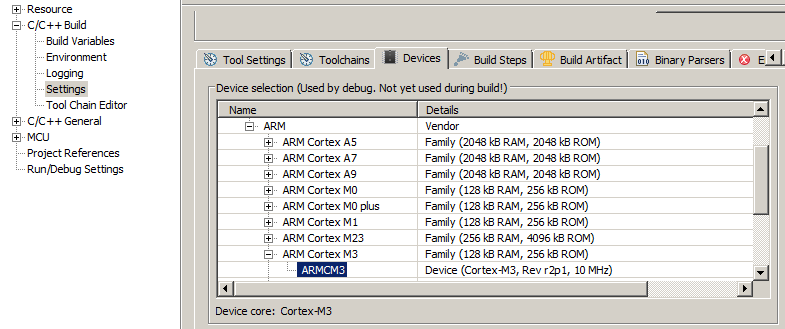 Resource
C/C++ Build
Build Variables
Environment
Logging
Settings
Tool Chain Editor
C/C++ General
MCU
Project References
Run/Debug Settings
Tool Settings Toolchains Devices Build Steps Build Artifact Binary Parsers E
Device selection (Used by debug. Not yet used during build!)
Name Details
ARM Vendor
ARM Cortex A5 Family (2048 kB RAM, 2048 kB ROM)
ARM Cortex A7 Family (2048 kB RAM, 2048 kB ROM)
ARM Cortex A9 Family (2048 kB RAM, 2048 kB ROM)
ARM Cortex M0 Family (128 kB RAM, 256 kB ROM)
ARM Cortex M0 plus Family (128 kB RAM, 256 kB ROM)
ARM Cortex M1 Family (128 kB RAM, 256 kB ROM)
ARM Cortex M23 Family (256 kB RAM, 4096 kB ROM)
ARM Cortex M3 Family (128 kB RAM, 256 kB ROM)
ARMCM3 Device (Cortex-M3, Rev r2p1, 10 MHz)
Device core: Cortex-M3